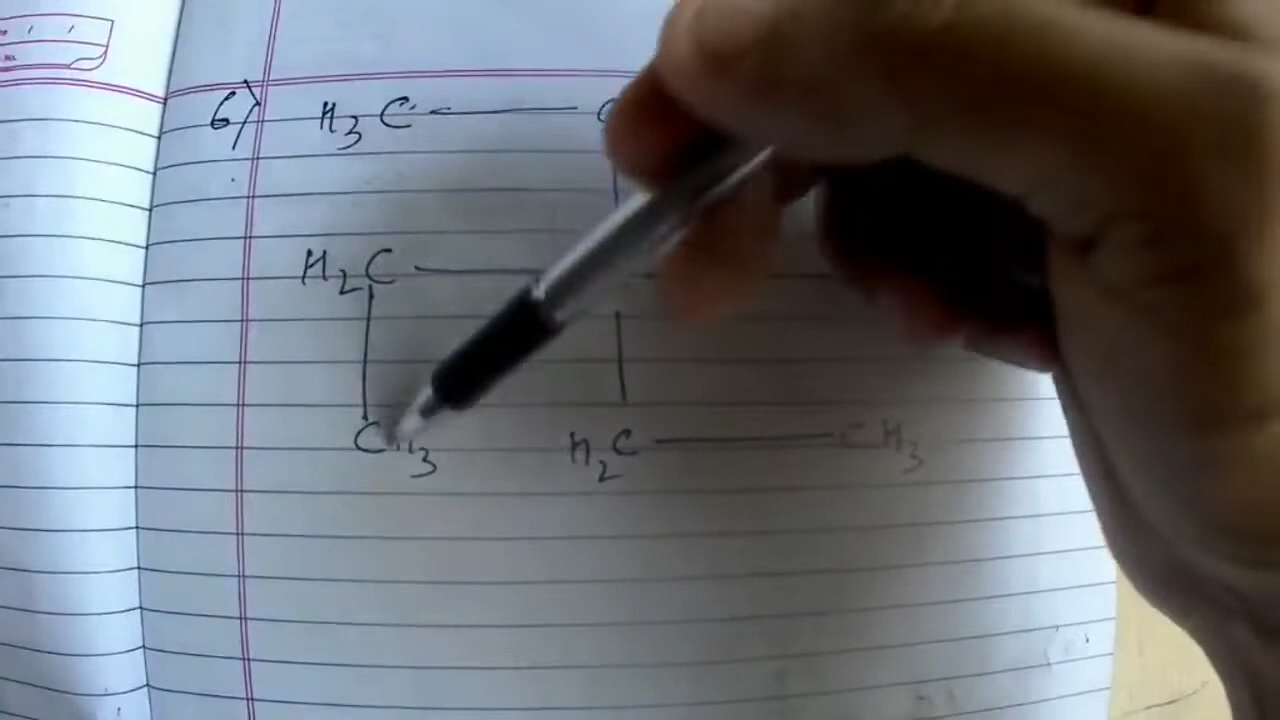 6) H3C — C
H2C —
CH3 H2C — CH3